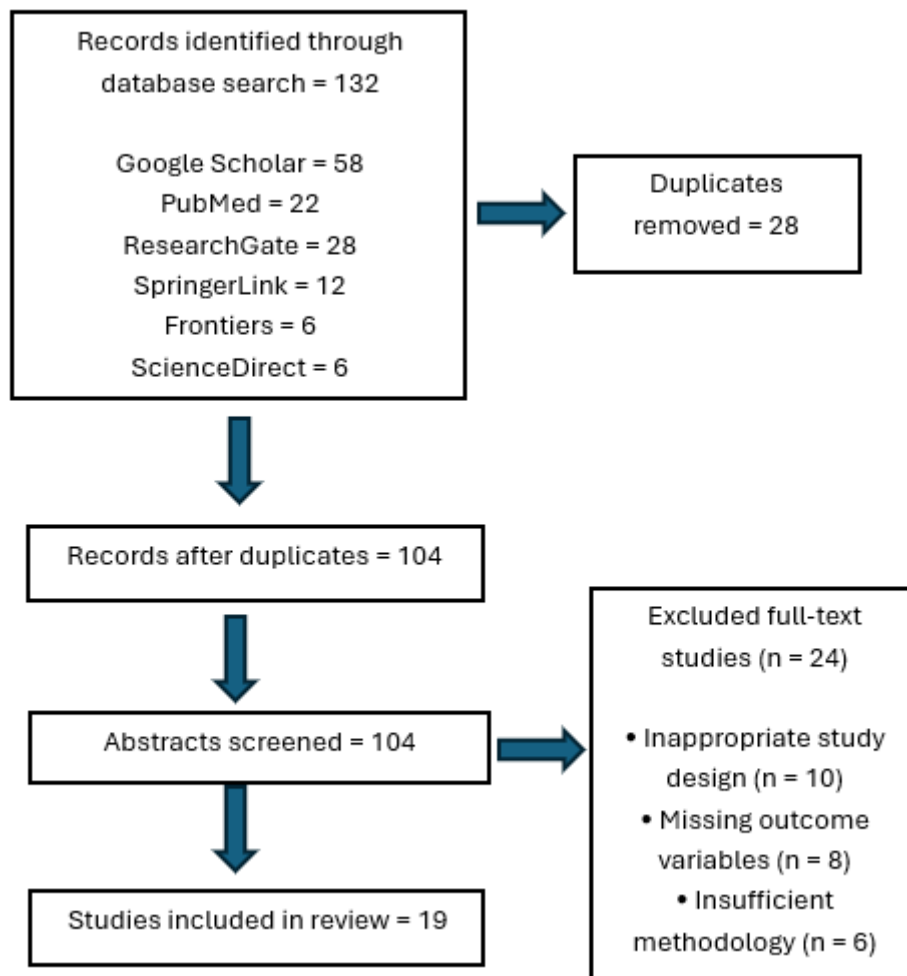 Records identified through
database search = 132
Google Scholar = 58
PubMed = 22
ResearchGate = 28
SpringerLink = 12
Frontiers = 6
ScienceDirect = 6
Duplicates
removed = 28
Records after duplicates = 104
Abstracts screened = 104
Excluded full-text
studies (n = 24)
• Inappropriate study
design (n = 10)
• Missing outcome
variables (n = 8)
• Insufficient
methodology (n = 6)
Studies included in review = 19